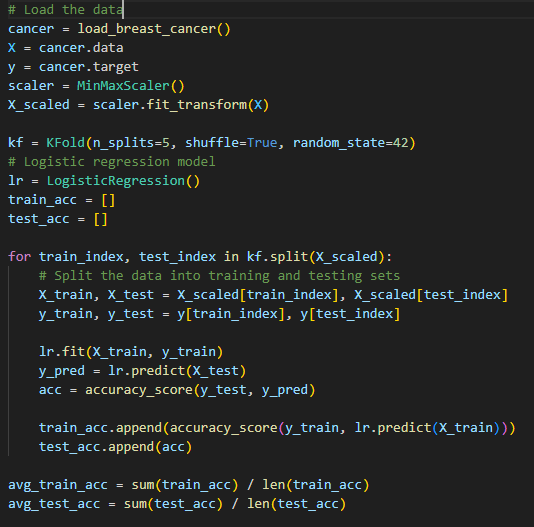 # Load the data
cancer = load_breast_cancer()
X = cancer.data
y = cancer.target
scaler = MinMaxScaler()
X_scaled = scaler.fit_transform(X)

kf = KFold(n_splits=5, shuffle=True, random_state=42)
# Logistic regression model
lr = LogisticRegression()
train_acc = []
test_acc = []

for train_index, test_index in kf.split(X_scaled):
    # Split the data into training and testing sets
    X_train, X_test = X_scaled[train_index], X_scaled[test_index]
    y_train, y_test = y[train_index], y[test_index]

    lr.fit(X_train, y_train)
    y_pred = lr.predict(X_test)
    acc = accuracy_score(y_test, y_pred)

    train_acc.append(accuracy_score(y_train, lr.predict(X_train)))
    test_acc.append(acc)

avg_train_acc = sum(train_acc) / len(train_acc)
avg_test_acc = sum(test_acc) / len(test_acc)